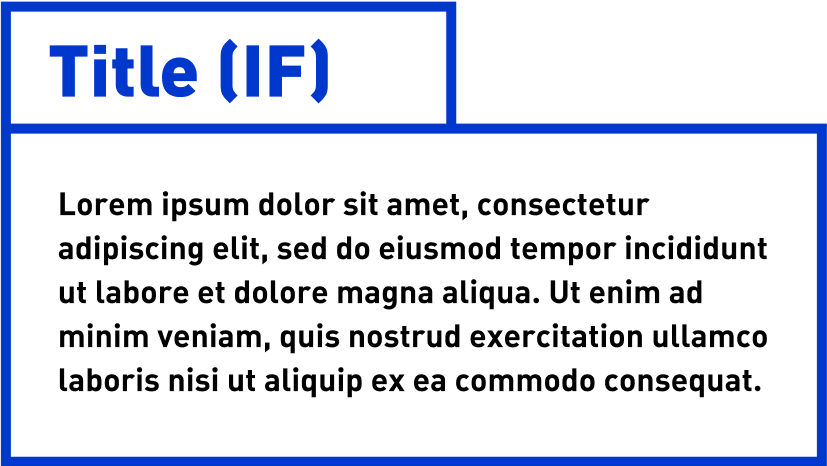 Title (IF)
Lorem ipsum dolor sit amet, consectetur
adipiscing elit, sed do eiusmod tempor incididunt
ut labore et dolore magna aliqua. Ut enim ad
minim veniam, quis nostrud exercitation ullamco
laboris nisi ut aliquip ex ea commodo consequat.